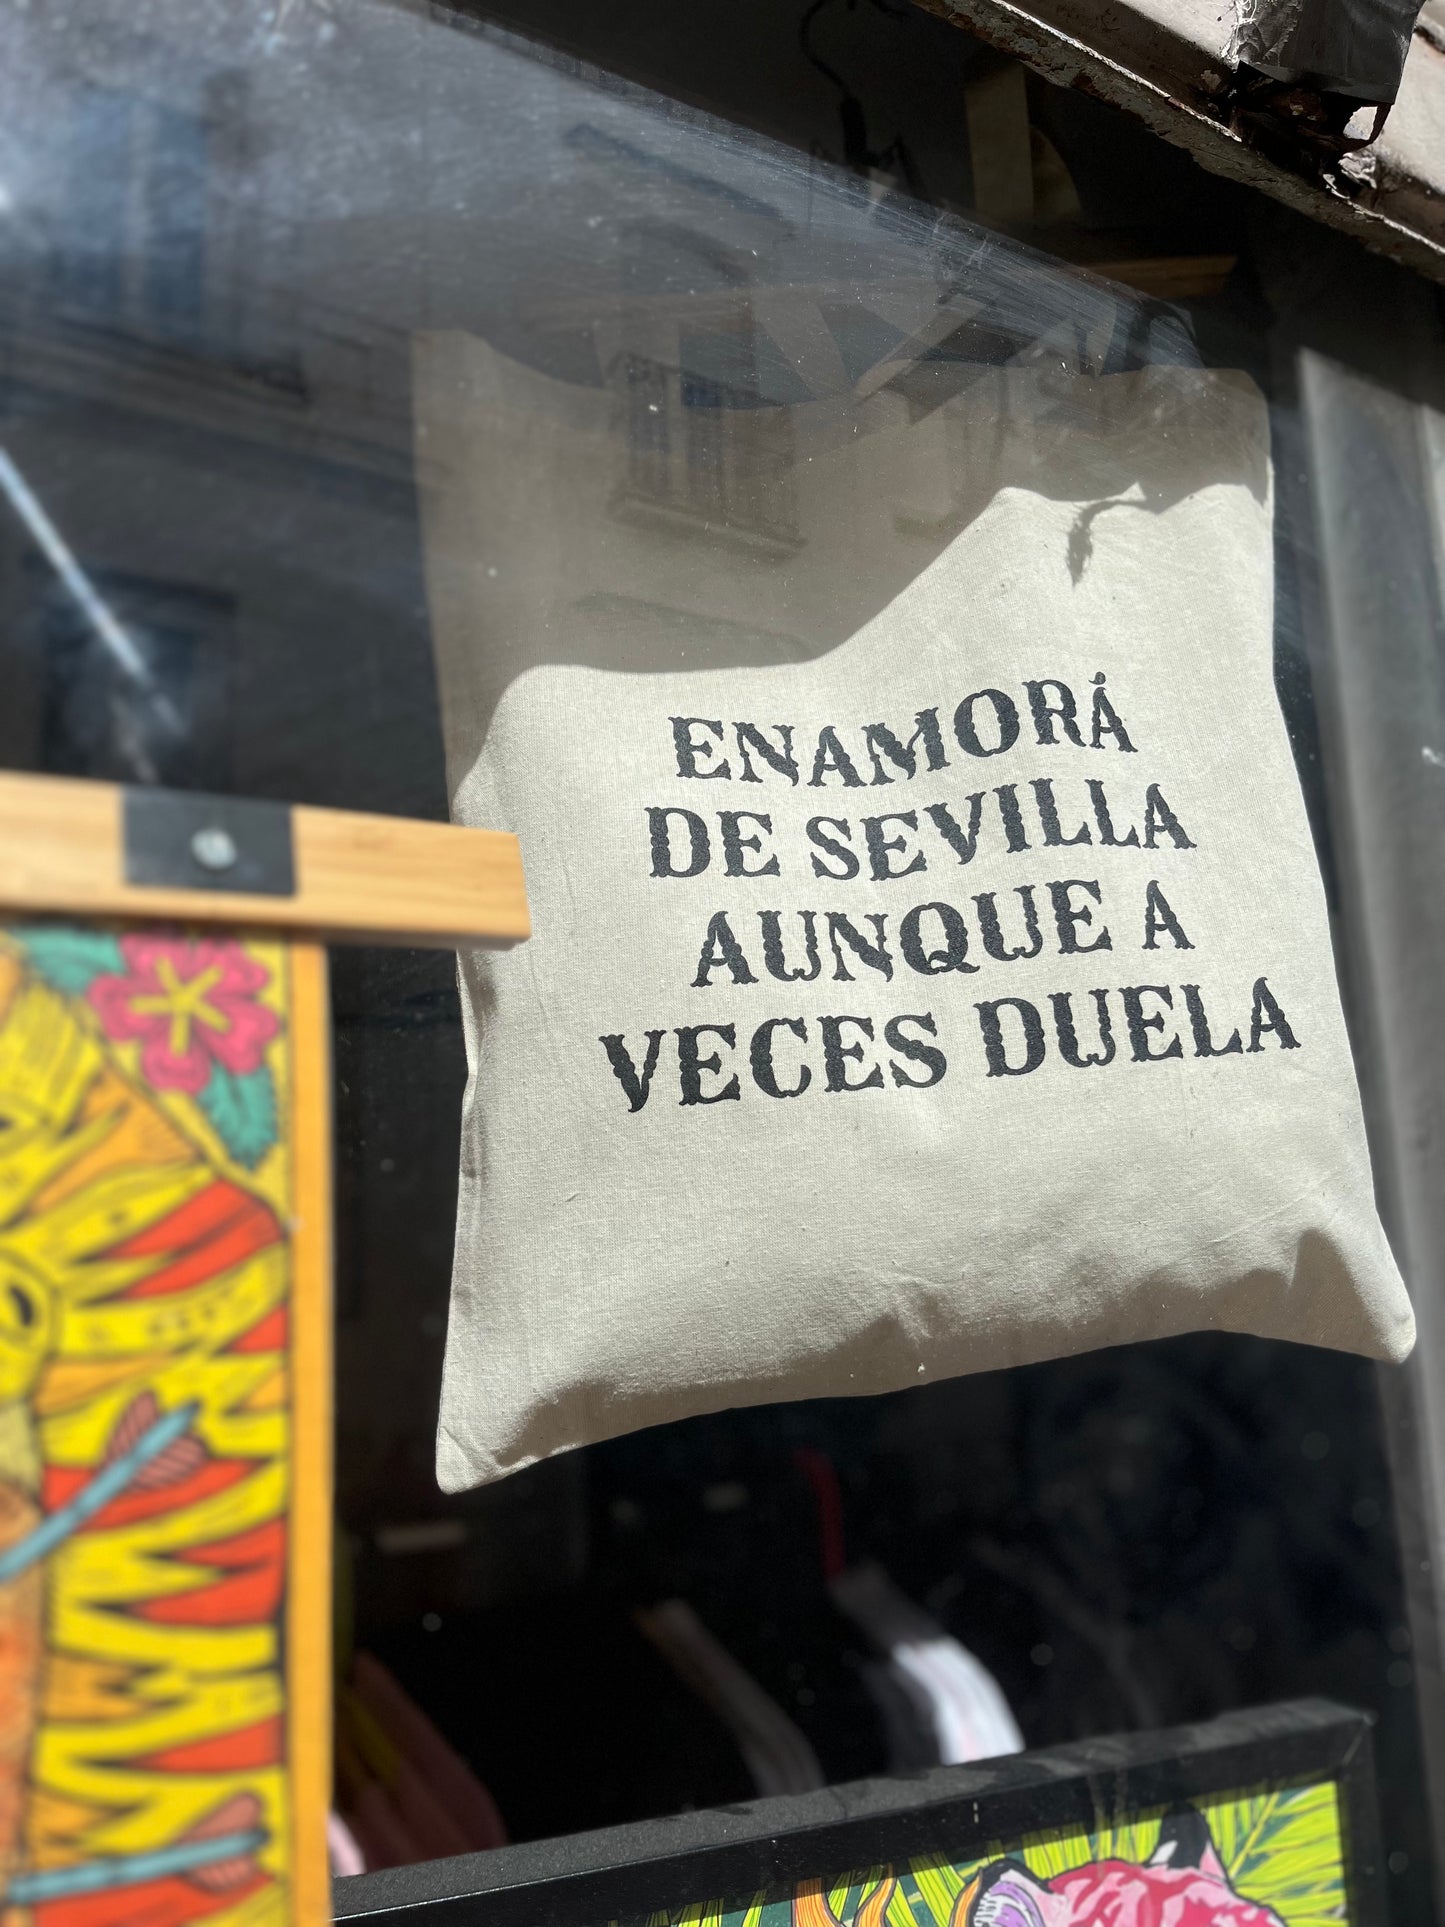 ENAMORÁ
DE SEVILLA
AUNQUE A
VECES DUELA